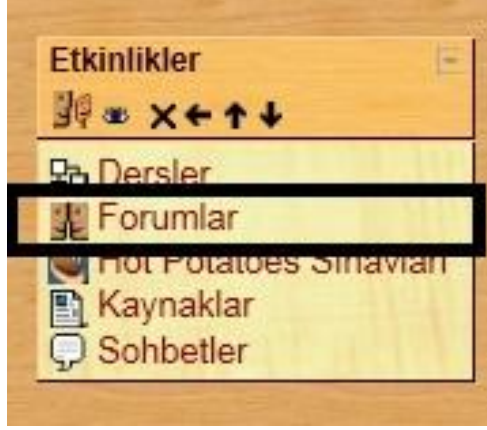 Etkinlikler
Dersler
Forumlar
Hot Potatoes Sınavları
Kaynaklar
Sohbetler